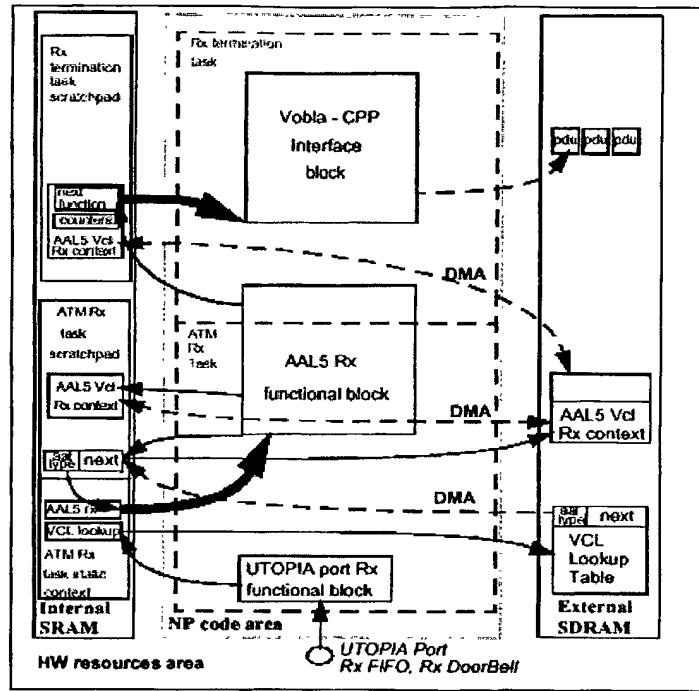 Rx
termination
task
scratchpad
next
function
counters
AAL5 Vcl
Rx context
ATM Rx
task
scratchpad
AAL5 Vcl
Rx context
aal
type
next
AAL5 rx
VCL lookup
ATM Rx
task static
context
Internal
SRAM
Rx termination
task
Vobla - CPP
Interface
block
ATM
Rx
Task
AAL5 Rx
functional block
UTOPIA port Rx
functional block
NP code area
DMA
DMA
DMA
pdu pdu pdu
AAL5 Vcl
Rx context
aal
type
next
VCL
Lookup
Table
External
SDRAM
UTOPIA Port
Rx FIFO, Rx DoorBell
HW resources area